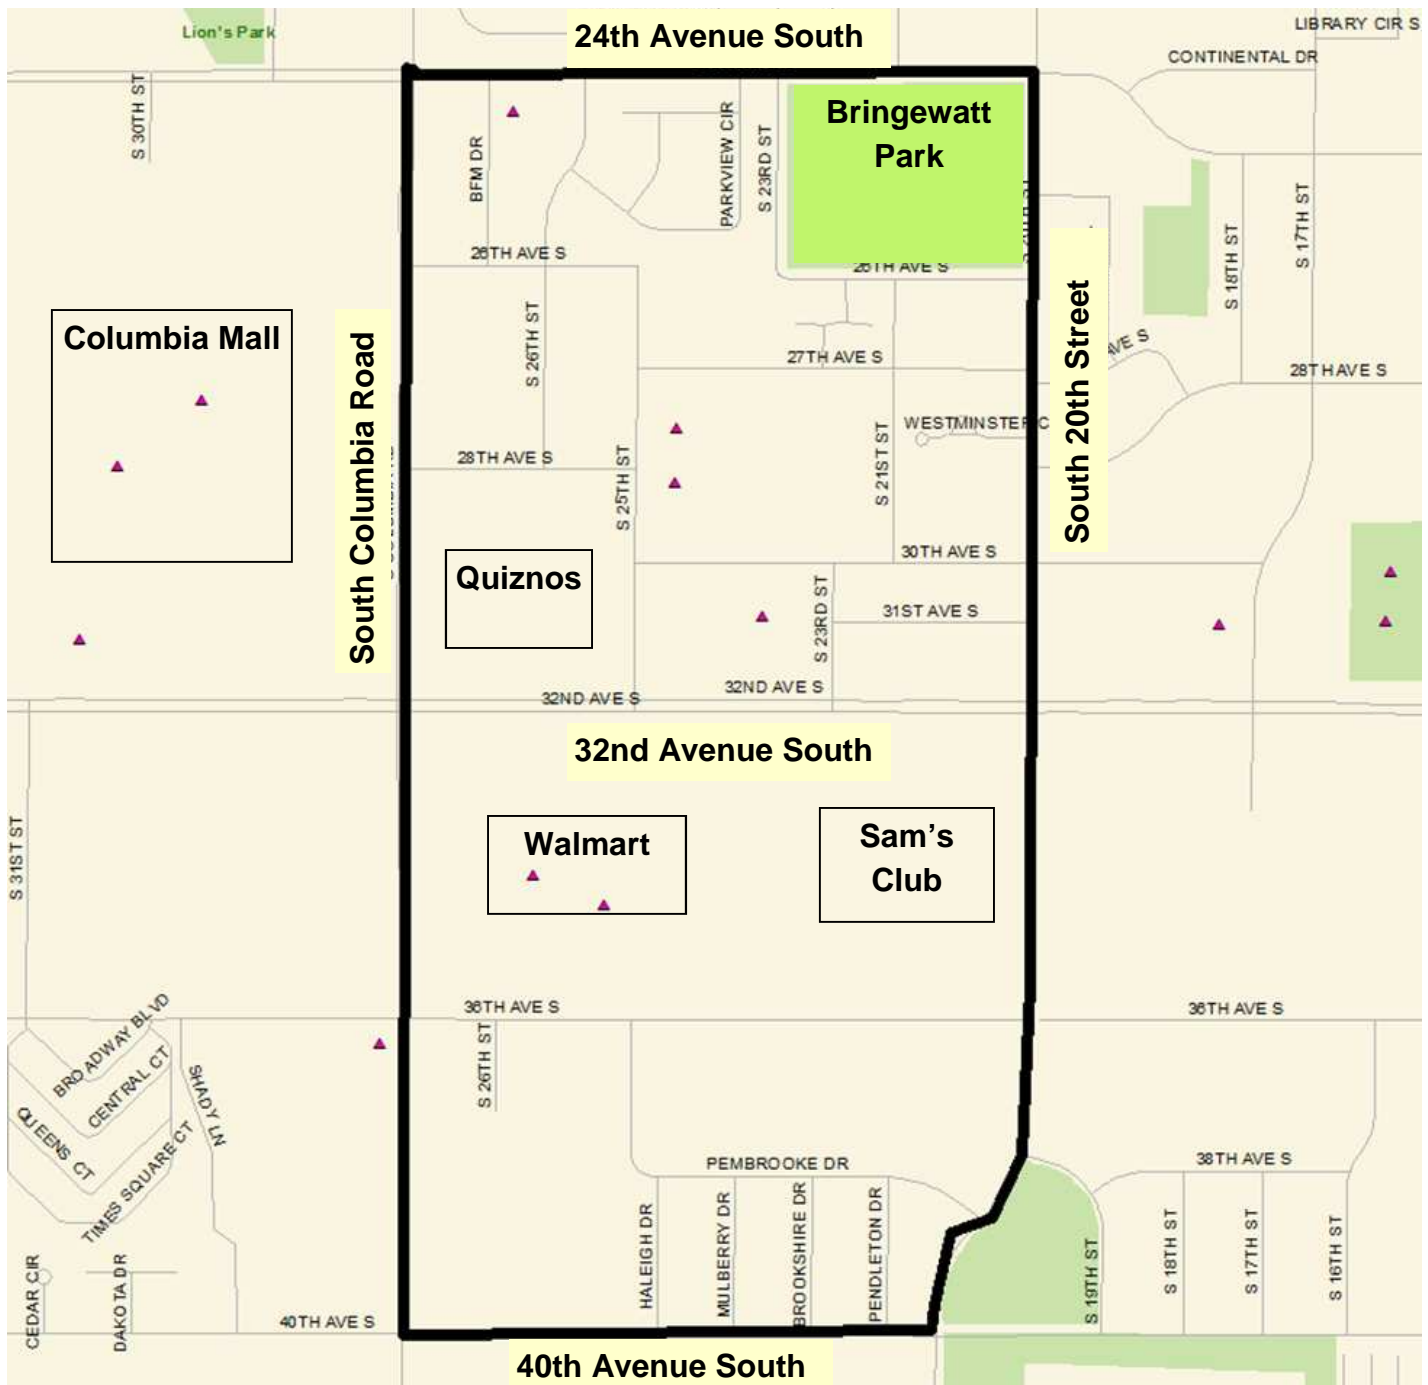 24th Avenue South
LIBRARY CIR S
Lion's Park
CONTINENTAL DR
S 30TH ST
Bringewatt
Park
BFM DR
PARKVIEW CIR
S 23RD ST
S 17TH ST
S 18TH ST
26TH AVE S
26TH AVE S
Columbia Mall
South Columbia Road
S 26TH ST
South 20th Street
AVE S
27TH AVE S
28TH AVE S
WESTMINSTER C
28TH AVE S
S 25TH ST
S 21ST ST
30TH AVE S
Quiznos
S 23RD ST
31ST AVE S
32ND AVE S
32ND AVE S
32nd Avenue South
S 31ST ST
Walmart
Sam's
Club
36TH AVE S
36TH AVE S
BROADWAY BLVD
CENTRAL CT
QUEENS CT
TIMES SQUARE CT
SHADY LN
S 26TH ST
PEMBROOKE DR
38TH AVE S
HALEIGH DR
MULBERRY DR
BROOKSHIRE DR
PENDLETON DR
S 19TH ST
S 18TH ST
S 17TH ST
S 16TH ST
CEDAR CIR
DAKOTA DR
40TH AVE S
40th Avenue South